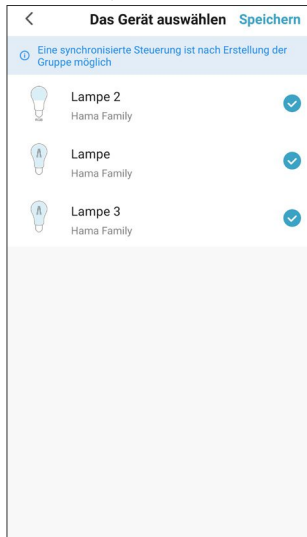 Das Gerät auswählen Speichern
Eine synchronisierte Steuerung ist nach Erstellung der
Gruppe möglich
Lampe 2
Hama Family
Lampe
Hama Family
Lampe 3
Hama Family